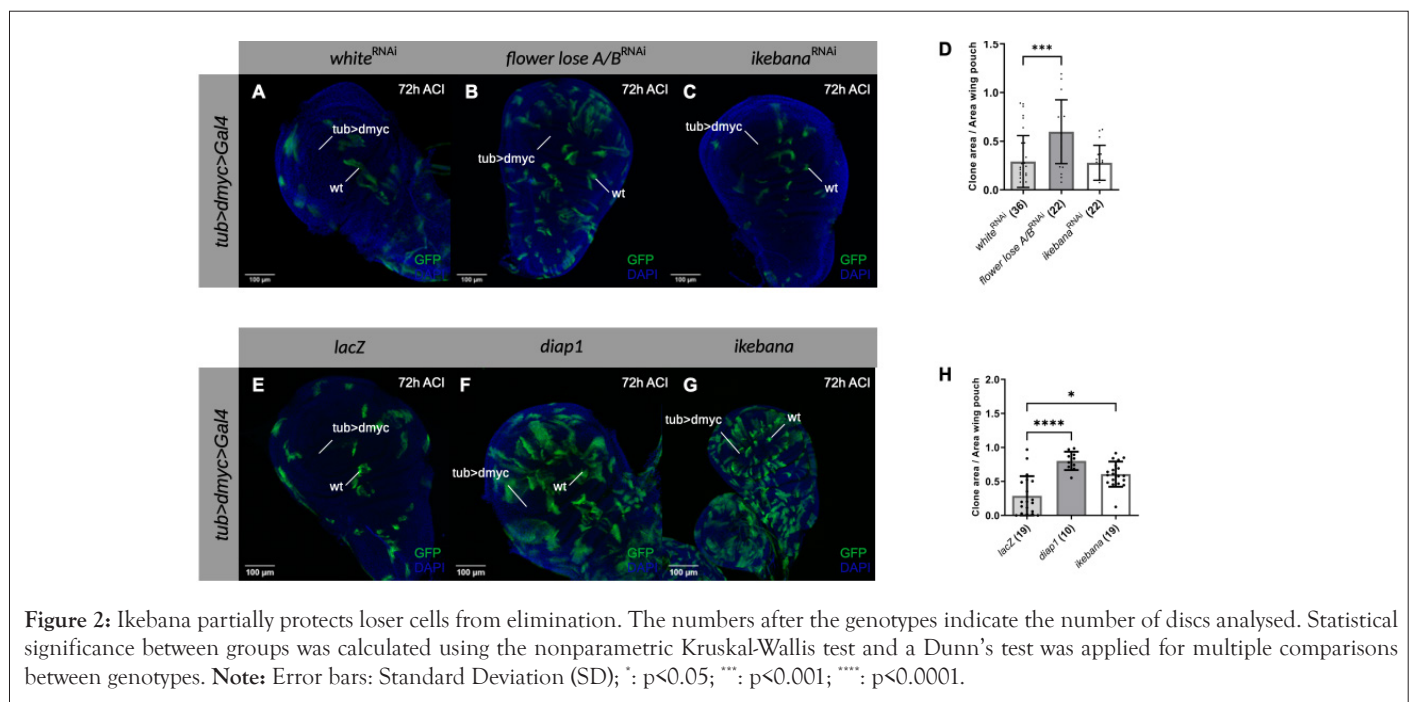 white^RNAi flower lose A/B^RNAi ikebana^RNAi
tub>dmyc>Gal4
A 72h ACI
tub>dmyc
wt
GFP
DAPI
100 µm
B 72h ACI
tub>dmyc
wt
GFP
DAPI
100 µm
C 72h ACI
tub>dmyc
wt
GFP
DAPI
100 µm
D
Clone area / Area wing pouch
1.5
1.0
0.5
0.0
***
white^RNAi (36)
flower lose A/B^RNAi (22)
ikebana^RNAi (22)
lacZ diap1 ikebana
tub>dmyc>Gal4
E 72h ACI
tub>dmyc
wt
GFP
DAPI
100 µm
F 72h ACI
tub>dmyc
wt
GFP
DAPI
100 µm
G 72h ACI
tub>dmyc
wt
GFP
DAPI
100 µm
H
Clone area / Area wing pouch
2.0
1.5
1.0
0.5
0.0
*
****
lacZ (19)
diap1 (10)
ikebana (19)
Figure 2: Ikebana partially protects loser cells from elimination. The numbers after the genotypes indicate the number of discs analysed. Statistical
significance between groups was calculated using the nonparametric Kruskal-Wallis test and a Dunn's test was applied for multiple comparisons
between genotypes. Note: Error bars: Standard Deviation (SD); *: p<0.05; ***: p<0.001; ****: p<0.0001.